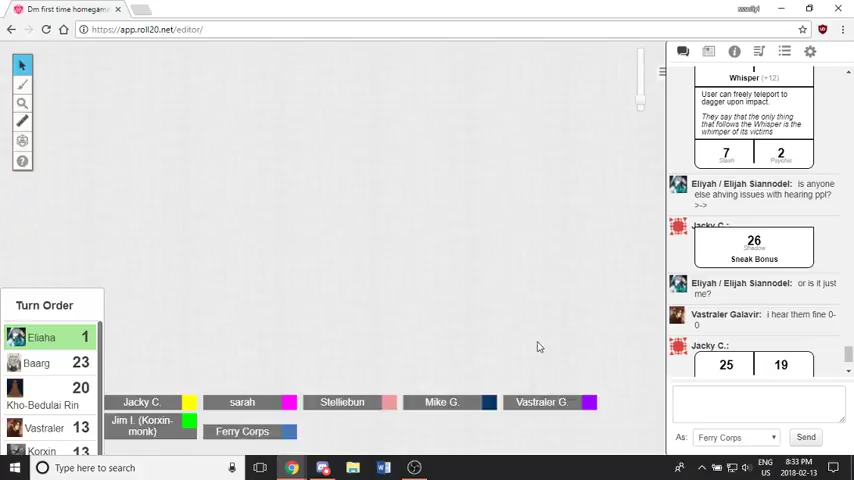 Dm first time homegame
https://app.roll20.net/editor/
Whisper (+12)
User can freely teleport to
dagger upon impact.
They say that the only thing
that follows the Whisper is the
whimper of its victims
7
2
Slash
Psychic
Eliyah / Elijah Siannodel: is anyone
else ahving issues with hearing ppl?
>->
Jacky C.:
26
Shadow
Sneak Bonus
Eliyah / Elijah Siannodel: or is it just
me?
Vastraler Galavir: i hear them fine 0-
0
Jacky C.:
25
19
Turn Order
Eliaha 1
Baarg 23
20
Kho-Bedulai Rin
Vastraler 13
Korxin 13
Jacky C.
sarah
Stelliebun
Mike G.
Vastraler G.
Jim I. (Korxin-
monk)
Ferry Corps
As:
Ferry Corps
Send
Type here to search
ENG
US
8:33 PM
2018-02-13